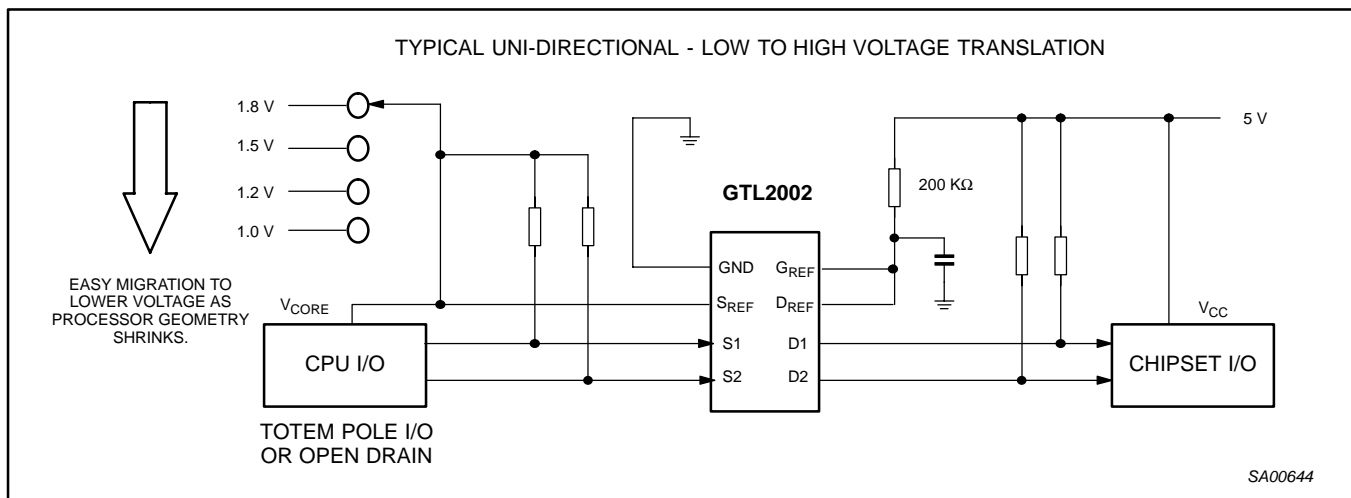 TYPICAL UNI-DIRECTIONAL - LOW TO HIGH VOLTAGE TRANSLATION
1.8 V
1.5 V
1.2 V
1.0 V
5 V
200 KΩ
GTL2002
EASY MIGRATION TO
LOWER VOLTAGE AS
PROCESSOR GEOMETRY
SHRINKS.
GND
GREF
SREF
DREF
S1
D1
S2
D2
VCORE
CPU I/O
TOTEM POLE I/O
OR OPEN DRAIN
VCC
CHIPSET I/O
SA00644